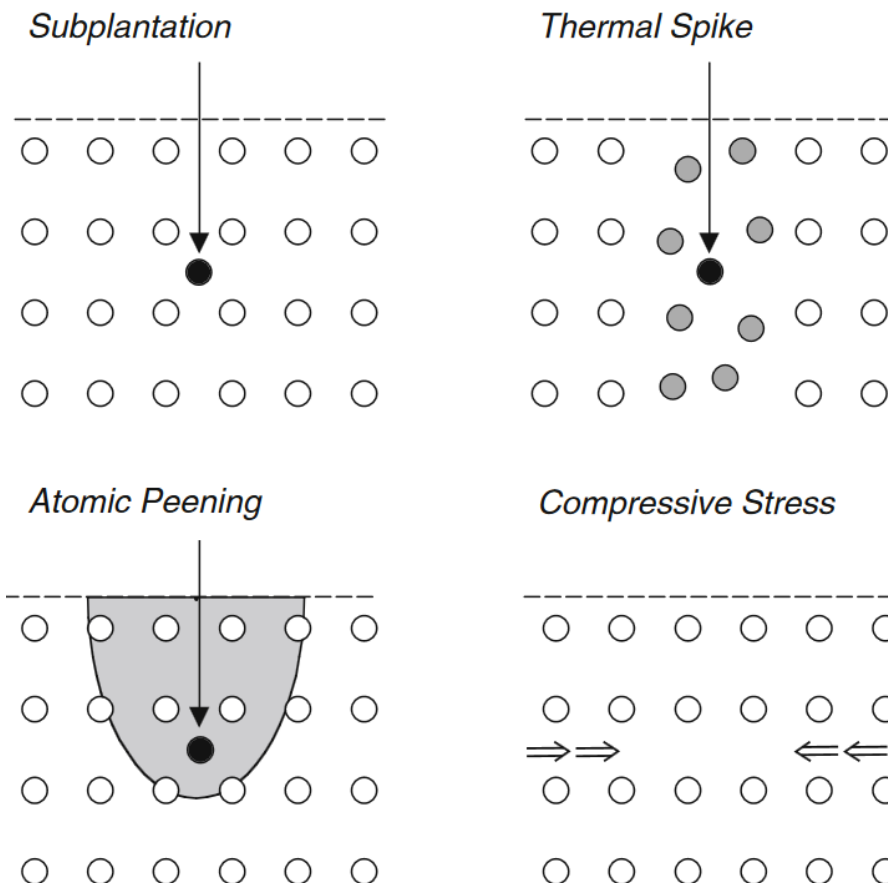 Subplantation
Thermal Spike
Atomic Peening
Compressive Stress